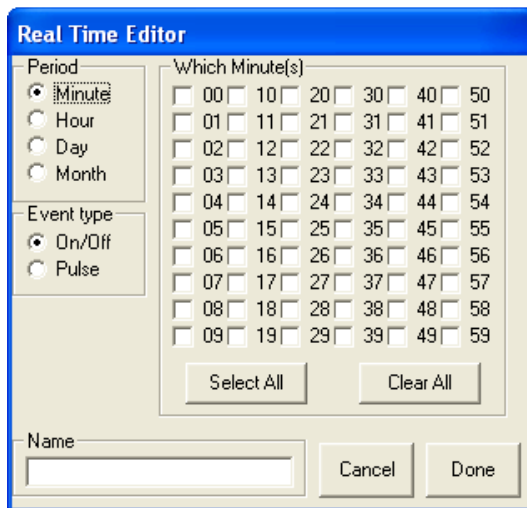 Real Time Editor
Period
Minute
Hour
Day
Month
Event type
On/Off
Pulse
Which Minute(s)
00 10 20 30 40 50
01 11 21 31 41 51
02 12 22 32 42 52
03 13 23 33 43 53
04 14 24 34 44 54
05 15 25 35 45 55
06 16 26 36 46 56
07 17 27 37 47 57
08 18 28 38 48 58
09 19 29 39 49 59
Select All Clear All
Name
Cancel Done